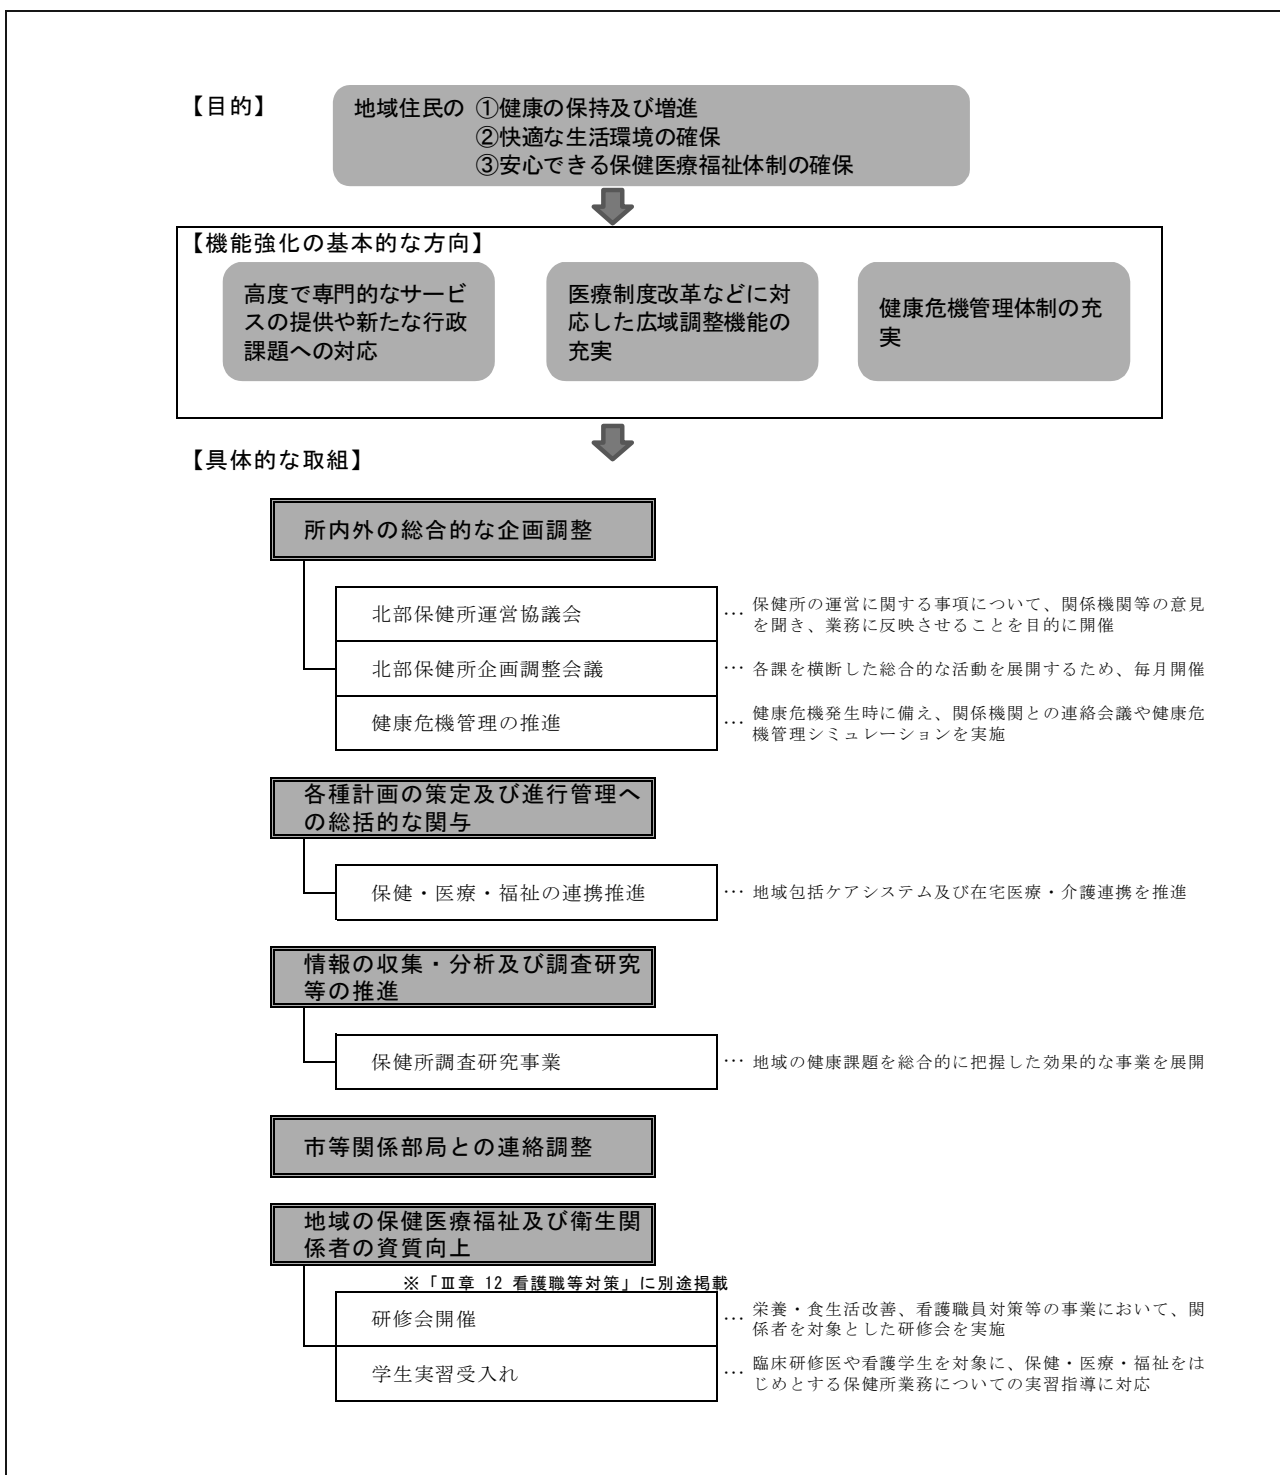 【目的】
地域住民の ①健康の保持及び増進
②快適な生活環境の確保
③安心できる保健医療福祉体制の確保
【機能強化の基本的な方向】
高度で専門的なサービ
スの提供や新たな行政
課題への対応
医療制度改革などに対
応した広域調整機能の
充実
健康危機管理体制の充
実
【具体的な取組】
所内外の総合的な企画調整
北部保健所運営協議会
… 保健所の運営に関する事項について、関係機関等の意見
を聞き、業務に反映させることを目的に開催
北部保健所企画調整会議
… 各課を横断した総合的な活動を展開するため、毎月開催
健康危機管理の推進
… 健康危機発生時に備え、関係機関との連絡会議や健康危
機管理シミュレーションを実施
各種計画の策定及び進行管理へ
の総括的な関与
保健・医療・福祉の連携推進
… 地域包括ケアシステム及び在宅医療・介護連携を推進
情報の収集・分析及び調査研究
等の推進
保健所調査研究事業
… 地域の健康課題を総合的に把握した効果的な事業を展開
市等関係部局との連絡調整
地域の保健医療福祉及び衛生関
係者の資質向上
※「Ⅲ章 12 看護職等対策」に別途掲載
研修会開催
… 栄養・食生活改善、看護職員対策等の事業において、関
係者を対象とした研修会を実施
学生実習受入れ
… 臨床研修医や看護学生を対象に、保健・医療・福祉をは
じめとする保健所業務についての実習指導に対応